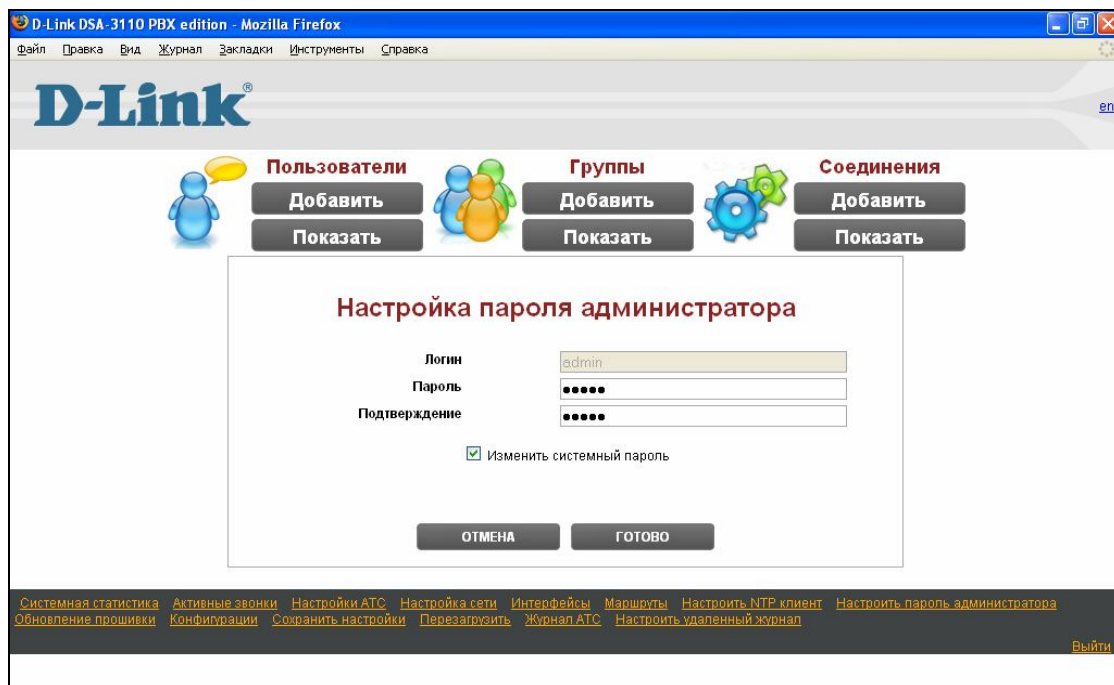 D-Link DSA-3110 PBX edition - Mozilla Firefox
Файл Правка Вид Журнал Закладки Инструменты Справка
D-Link®
en
Пользователи Группы Соединения
Добавить Добавить Добавить
Показать Показать Показать
Настройка пароля администратора
Логин admin
Пароль •••••
Подтверждение •••••
Изменить системный пароль
ОТМЕНА ГОТОВО
Системная статистика Активные звонки Настройки АТС Настройка сети Интерфейсы Маршруты Настроить NTP клиент Настроить пароль администратора
Обновление прошивки Конфигурации Сохранить настройки Перезагрузить Журнал АТС Настроить удаленный журнал
Выйти